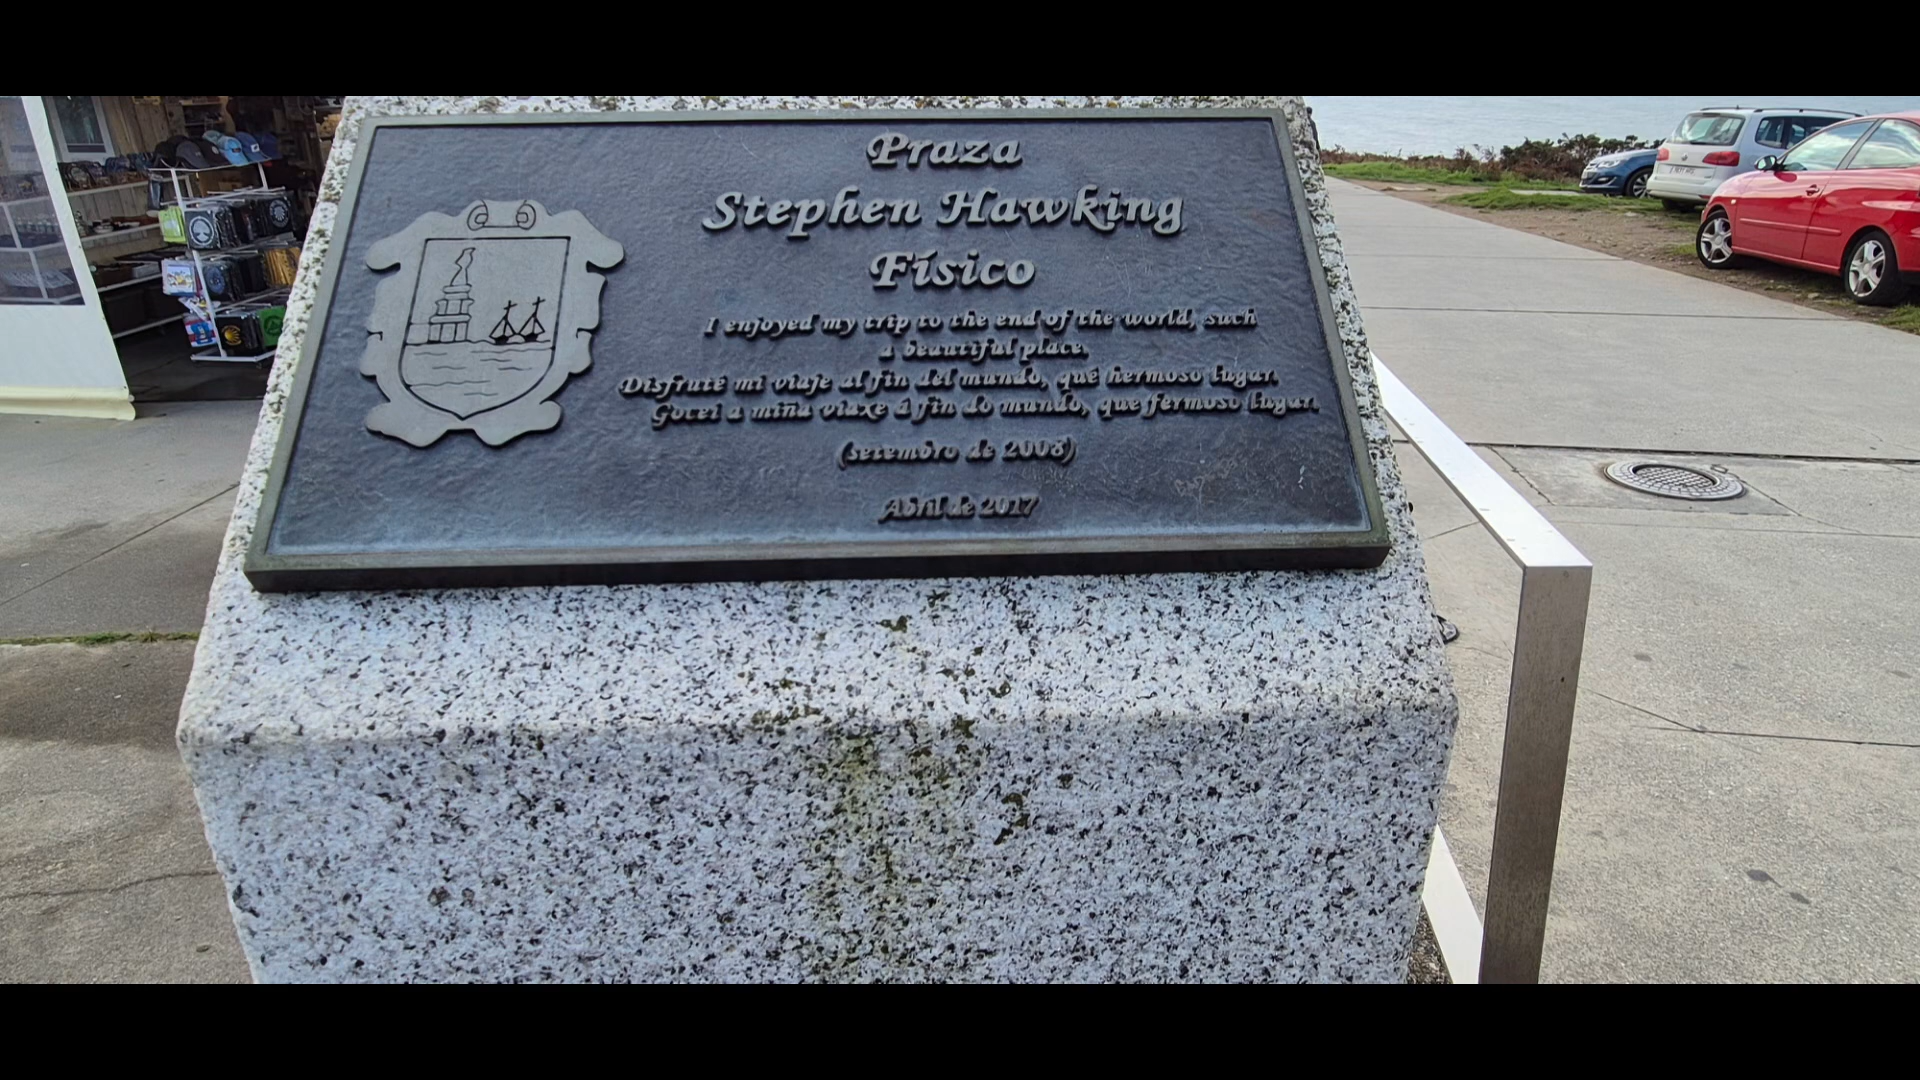 Praza
Stephen Hawking
Físico
I enjoyed my trip to the end of the world, such
a beautiful place.
Disfruté mi viaje al fin del mundo, qué hermoso lugar.
Gocei a miña viaxe á fin do mundo, que fermoso lugar.
(setembro de 2008)
Abril de 2017